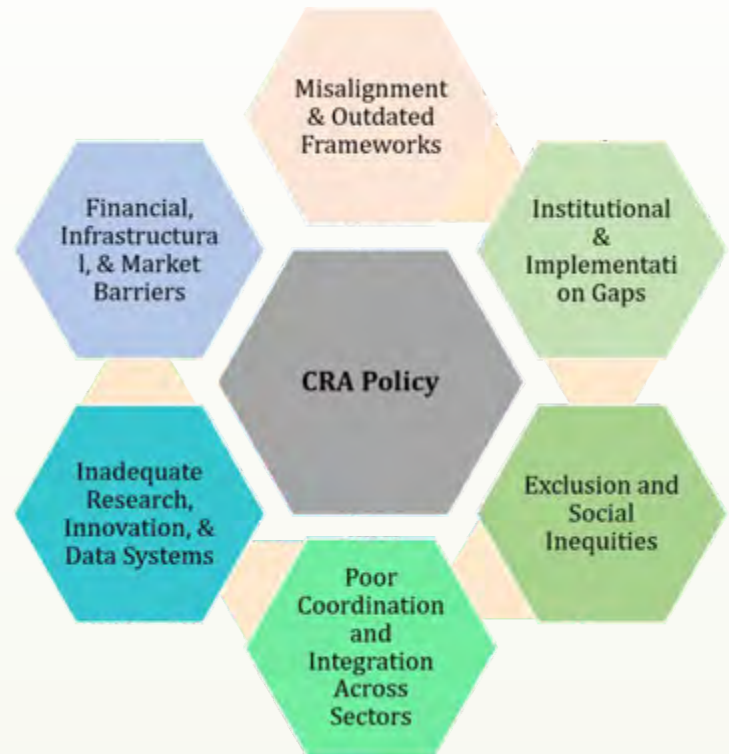 Misalignment
& Outdated
Frameworks
Institutional
&
Implementati
on Gaps
Exclusion and
Social
Inequities
Poor
Coordination
and
Integration
Across
Sectors
Inadequate
Research,
Innovation, &
Data Systems
Financial,
Infrastructura
l, & Market
Barriers
CRA Policy